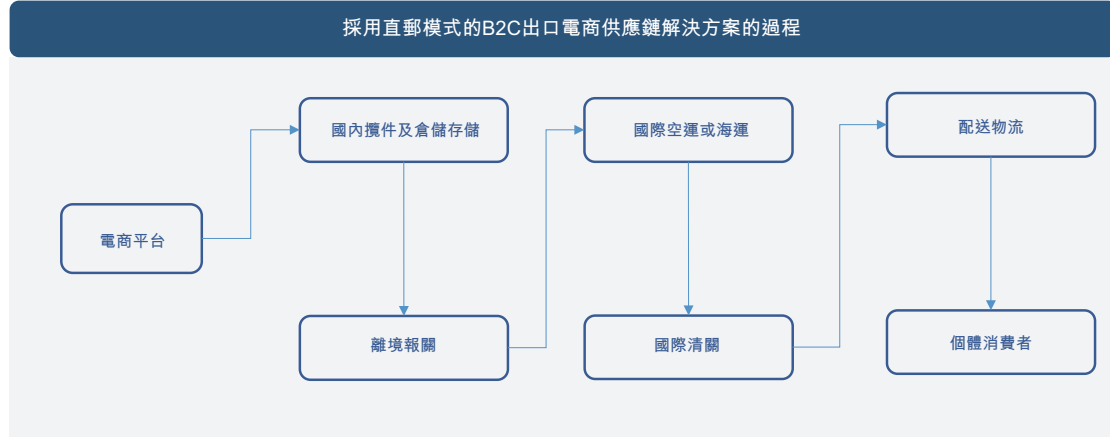 採用直郵模式的B2C出口電商供應鏈解決方案的過程
電商平台
國內攬件及倉儲存儲
離境報關
國際空運或海運
國際清關
配送物流
個體消費者